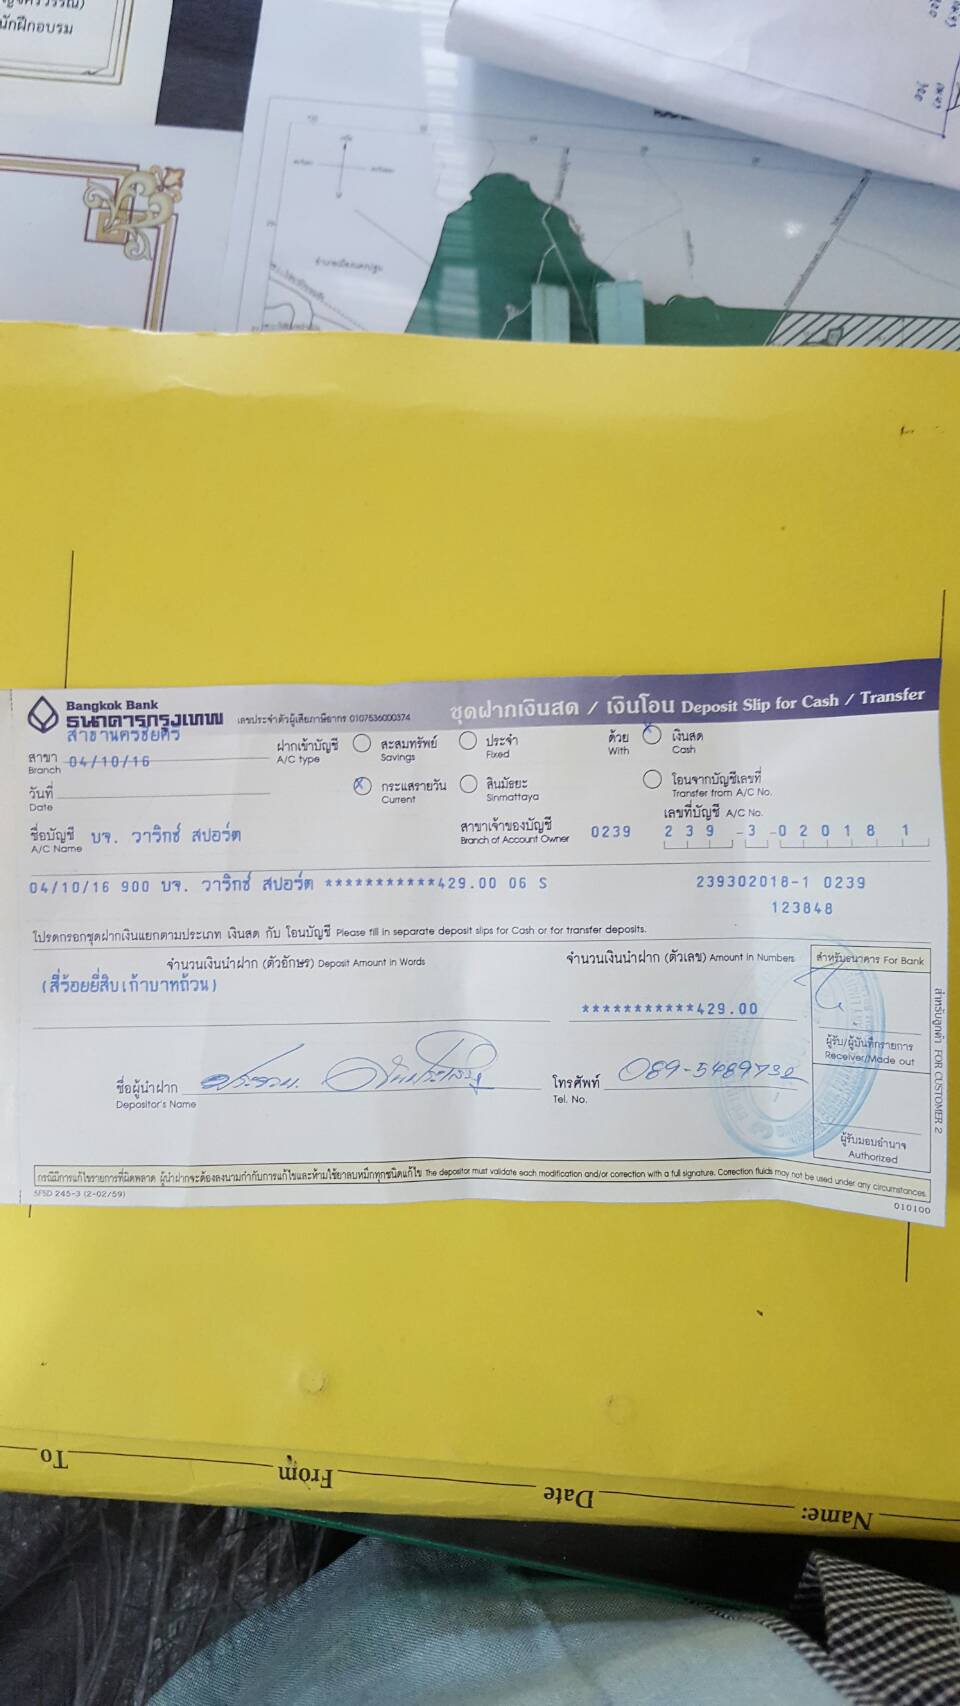 นักฝึกอบรม
Bangkok Bank
ธนาคารกรุงเทพ
เลขประจำตัวผู้เสียภาษีอากร 0107536000374
ชุดฝากเงินสด / เงินโอน Deposit Slip for Cash / Transfer
สาขานครชัยศรี
สาขา 04/10/16
Branch
ฝากเข้าบัญชี สะสมทรัพย์ ประจำ ด้วย เงินสด
A/C type Savings Fixed With Cash
วันที่
Date
กระแสรายวัน สินมัธยะ โอนจากบัญชีเลขที่
Current Sinmattaya Transfer from A/C No.
ชื่อบัญชี บจ. วาริกซ์ สปอร์ต
A/C Name
สาขาเจ้าของบัญชี 0239
Branch of Account Owner
เลขที่บัญชี A/C No.
239-3-02018 1
04/10/16 900 บจ. วาริกซ์ สปอร์ต ***********429.00 06 S 239302018-1 0239
123848
โปรดกรอกชุดฝากเงินแยกตามประเภท เงินสด กับ โอนบัญชี Please fill in separate deposit slips for Cash or for transfer deposits.
จำนวนเงินนำฝาก (ตัวอักษร) Deposit Amount in Words
จำนวนเงินนำฝาก (ตัวเลข) Amount in Numbers
สำหรับธนาคาร For Bank
(สี่ร้อยยี่สิบเก้าบาทถ้วน)
***********429.00
ผู้รับ/ผู้บันทึกรายการ
Receiver/Made out
ชื่อผู้นำฝาก
Depositor's Name
โทรศัพท์ 089-5489732
Tel. No.
ผู้รับมอบอำนาจ
Authorized
สำหรับลูกค้า FOR CUSTOMER 2
กรณีมีการแก้ไขรายการที่ผิดพลาด ผู้นำฝากจะต้องลงนามกำกับการแก้ไขและห้ามใช้ยาลบหมึกทุกชนิดแก้ไข The depositor must validate each modification and/or correction with a full signature. Correction fluids may not be used under any circumstances.
SFSD 245-3 (2-02/59)
010100
Name:
Date
From
To